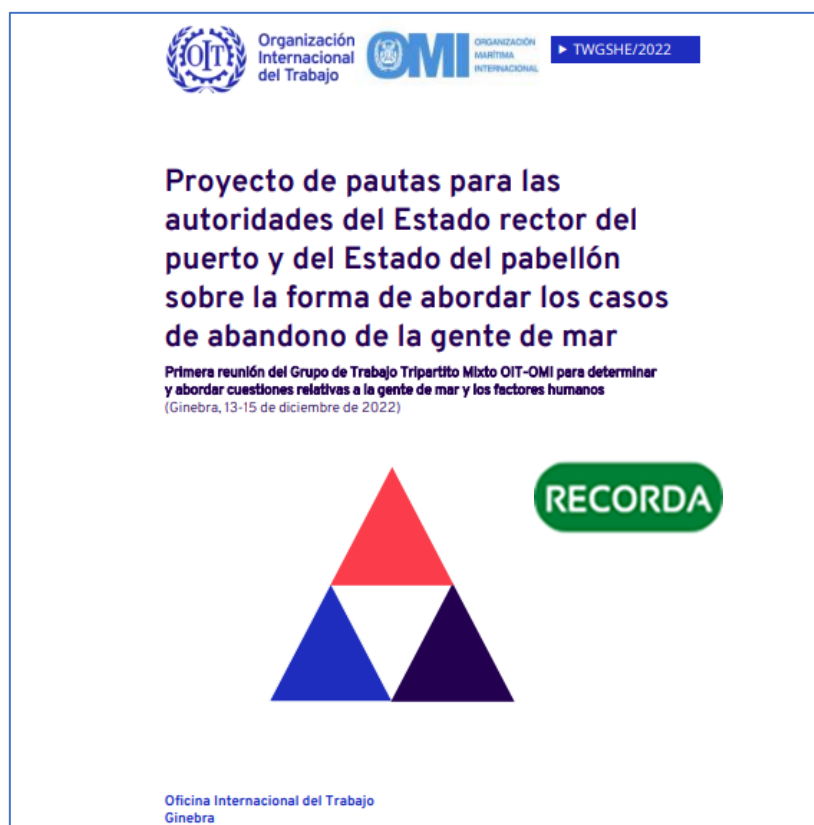 OIT
Organización
Internacional
del Trabajo
OMI
ORGANIZACIÓN
MARÍTIMA
INTERNACIONAL
▶ TWGSHE/2022
Proyecto de pautas para las
autoridades del Estado rector del
puerto y del Estado del pabellón
sobre la forma de abordar los casos
de abandono de la gente de mar
Primera reunión del Grupo de Trabajo Tripartito Mixto OIT-OMI para determinar
y abordar cuestiones relativas a la gente de mar y los factores humanos
(Ginebra, 13-15 de diciembre de 2022)
RECORDA
Oficina Internacional del Trabajo
Ginebra